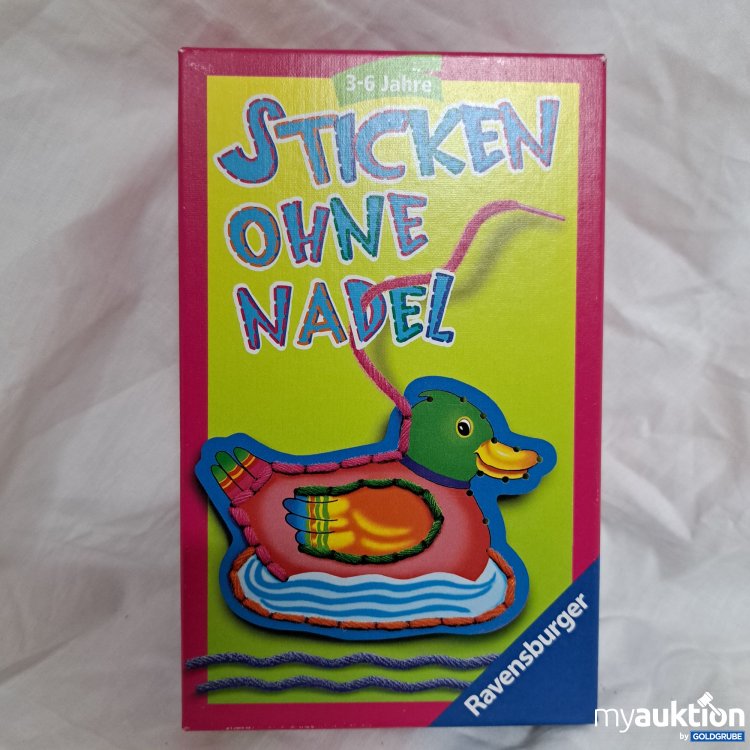 3-6 Jahre
STICKEN
OHNE
NADEL
Ravensburger
myauktion
by GOLDGRUBE